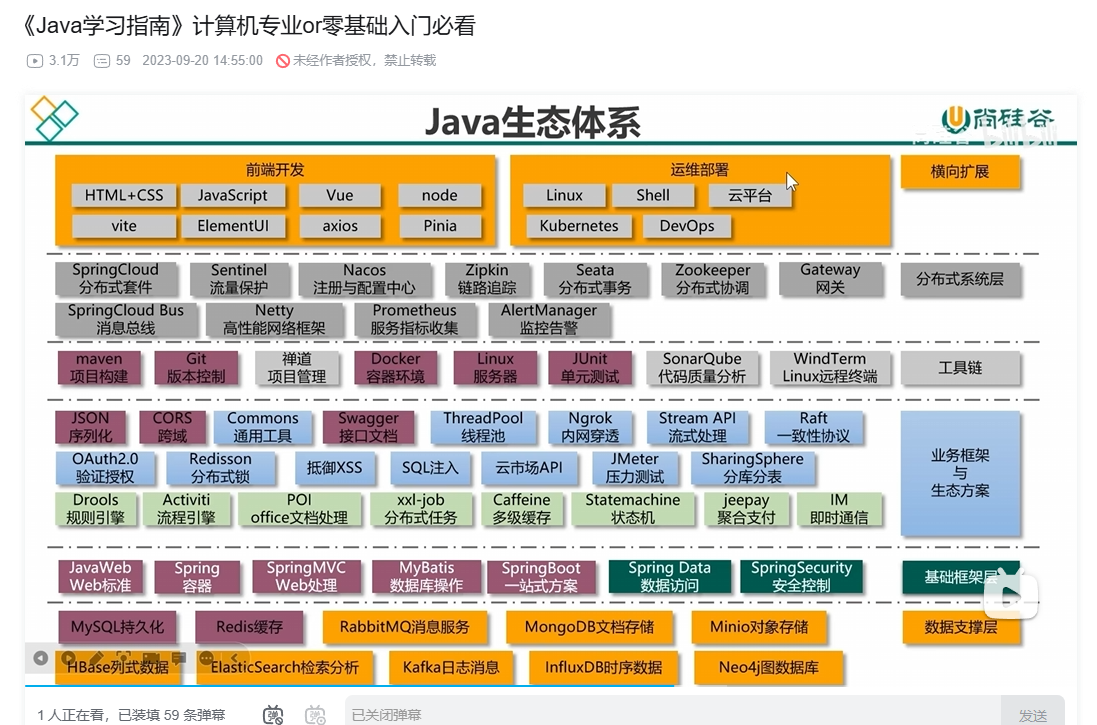 《Java学习指南》计算机专业or零基础入门必看
3.1万 59 2023-09-20 14:55:00 未经作者授权，禁止转载
Java生态体系
尚硅谷
前端开发
HTML+CSS JavaScript Vue node
vite ElementUI axios Pinia
运维部署
Linux Shell 云平台
Kubernetes DevOps
横向扩展
SpringCloud Sentinel Nacos Zipkin Seata Zookeeper Gateway
分布式套件 流量保护 注册与配置中心 链路追踪 分布式事务 分布式协调 网关
SpringCloud Bus Netty Prometheus AlertManager
消息总线 高性能网络框架 服务指标收集 监控告警
分布式系统层
maven Git 禅道 Docker Linux JUnit SonarQube WindTerm
项目构建 版本控制 项目管理 容器环境 服务器 单元测试 代码质量分析 Linux远程终端
工具链
JSON CORS Commons Swagger ThreadPool Ngrok Stream API Raft
序列化 跨域 通用工具 接口文档 线程池 内网穿透 流式处理 一致性协议
OAuth2.0 Redisson 抵御XSS SQL注入 云市场API JMeter SharingSphere
验证授权 分布式锁 压力测试 分库分表
Drools Activiti POI xxl-job Caffeine Statemachine jeepay IM
规则引擎 流程引擎 office文档处理 分布式任务 多级缓存 状态机 聚合支付 即时通信
业务框架
与
生态方案
JavaWeb Spring SpringMVC MyBatis SpringBoot Spring Data SpringSecurity
Web标准 容器 Web处理 数据库操作 一站式方案 数据访问 安全控制
基础框架层
MySQL持久化 Redis缓存 RabbitMQ消息服务 MongoDB文档存储 Minio对象存储
数据支撑层
HBase列式数据 ElasticSearch检索分析 Kafka日志消息 InfluxDB时序数据 Neo4j图数据库
1 人正在看，已装填 59 条弹幕 已关闭弹幕 发送